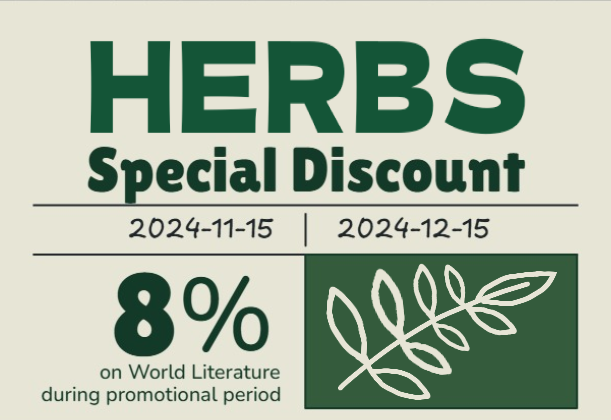 HERBS
Special Discount
2024-11-15 | 2024-12-15
8%
on World Literature
during promotional period